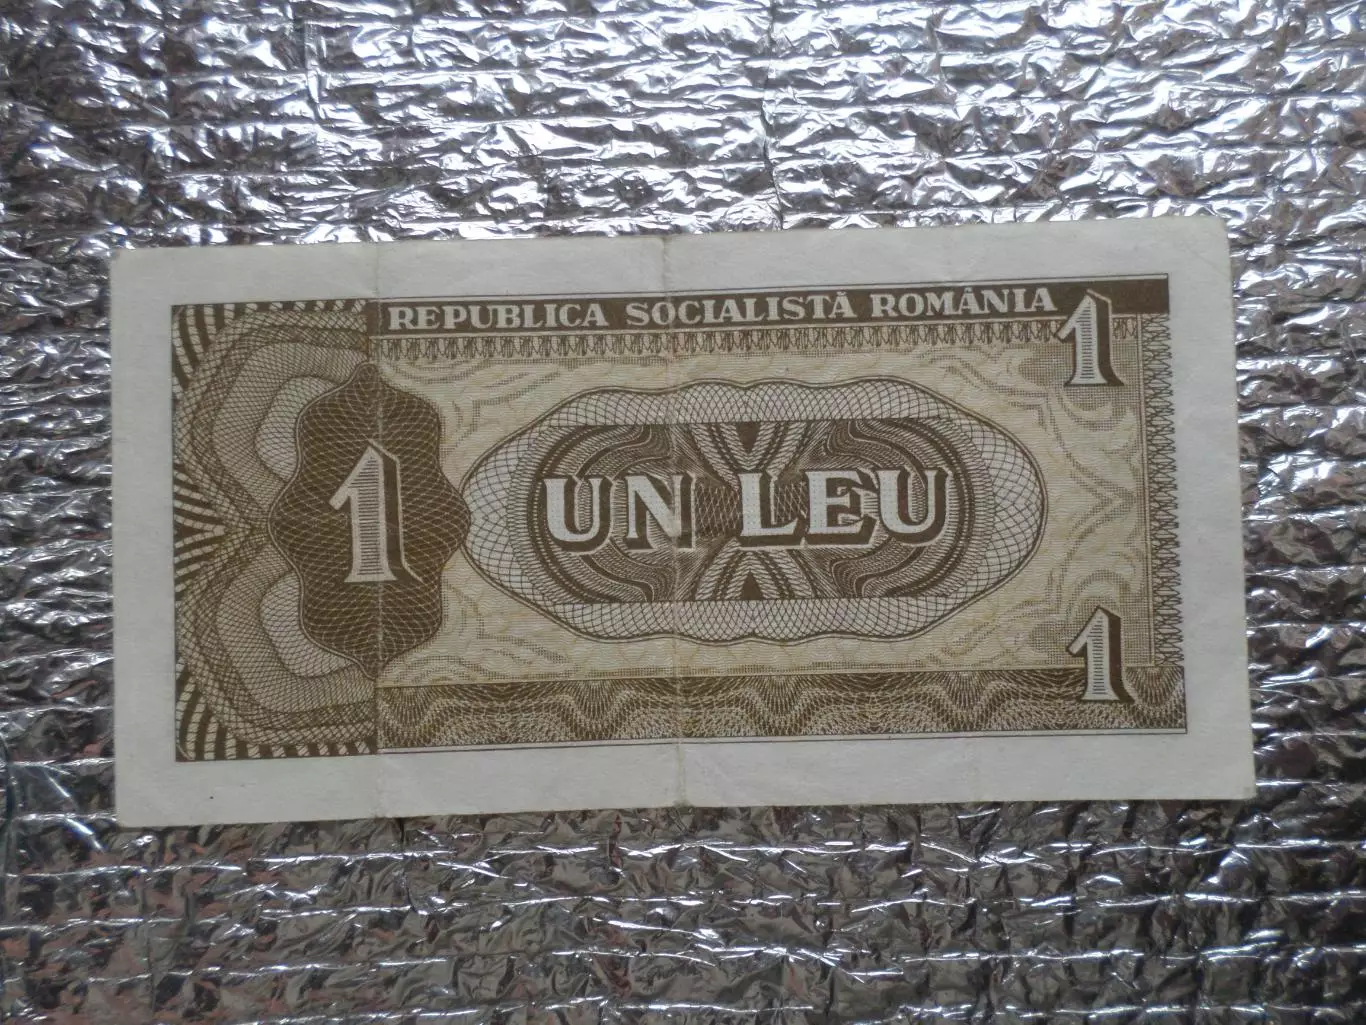 REPUBLICA SOCIALISTĂ ROMÂNIA 1
1 UN LEU
1